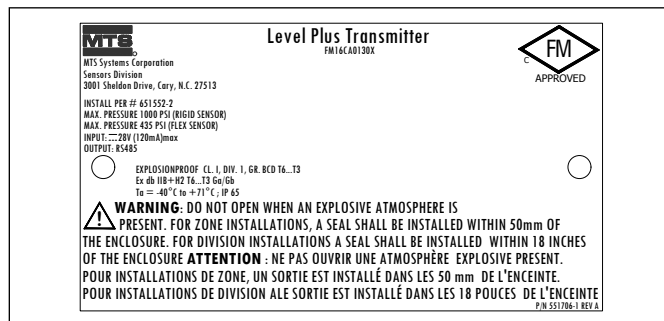 MTS
Level Plus Transmitter
FM16CA0130X
C FM
APPROVED
MTS Systems Corporation
Sensors Division
3001 Sheldon Drive, Cary, N.C. 27513
INSTALL PER # 651552-2
MAX. PRESSURE 1000 PSI (RIGID SENSOR)
MAX. PRESSURE 435 PSI (FLEX SENSOR)
INPUT: ⎓28V (120mA)max
OUTPUT: RS485
EXPLOSIONPROOF CL. I, DIV. 1, GR. BCD T6...T3
Ex db IIB+H2 T6...T3 Ga/Gb
Ta = -40°C to +71°C ; IP 65
WARNING: DO NOT OPEN WHEN AN EXPLOSIVE ATMOSPHERE IS
PRESENT. FOR ZONE INSTALLATIONS, A SEAL SHALL BE INSTALLED WITHIN 50mm OF
THE ENCLOSURE. FOR DIVISION INSTALLATIONS A SEAL SHALL BE INSTALLED WITHIN 18 INCHES
OF THE ENCLOSURE ATTENTION : NE PAS OUVRIR UNE ATMOSPHÈRE EXPLOSIVE PRESENT.
POUR INSTALLATIONS DE ZONE, UN SORTIE EST INSTALLÉ DANS LES 50 mm DE L'ENCEINTE.
POUR INSTALLATIONS DE DIVISION ALE SORTIE EST INSTALLÉ DANS LES 18 POUCES DE L'ENCEINTE
P/N 551706-1 REV A